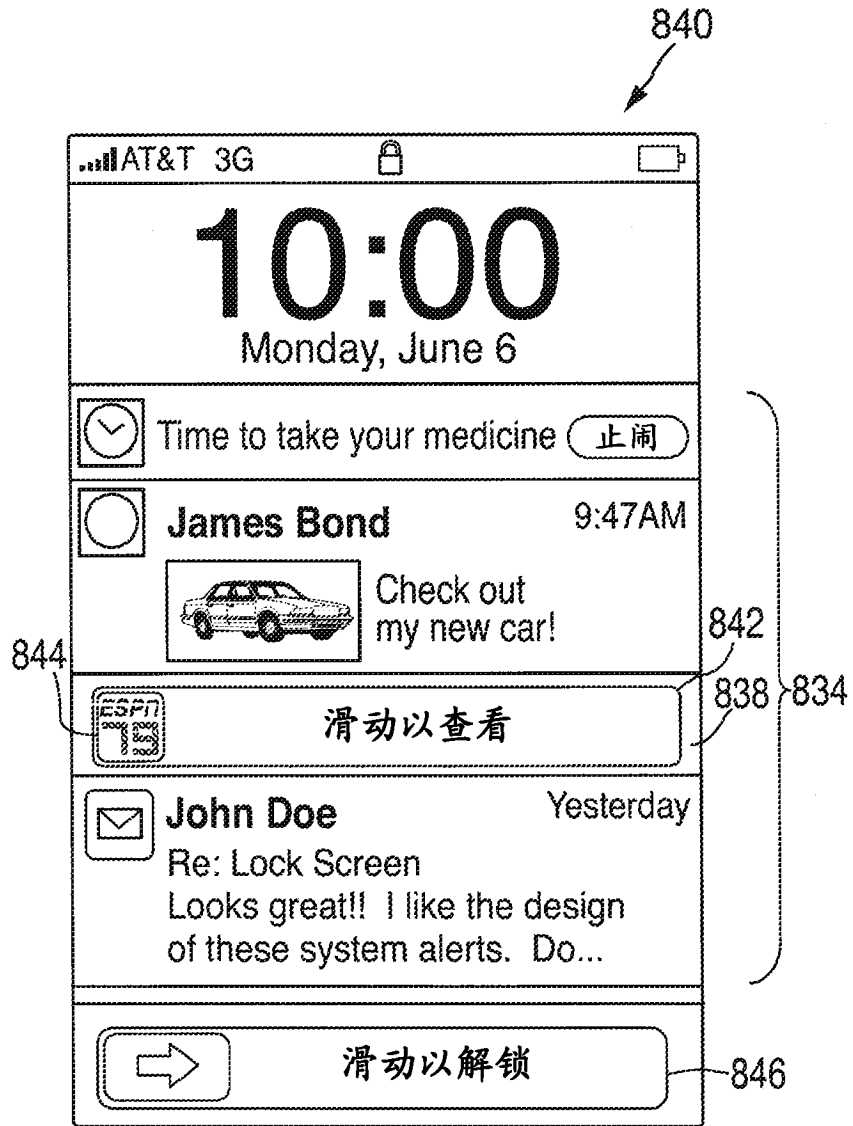 840
AT&T 3G
10:00
Monday, June 6
Time to take your medicine 止闹
James Bond 9:47AM
Check out
my new car!
842
844
ESPN
滑动以查看
838
834
John Doe Yesterday
Re: Lock Screen
Looks great!! I like the design
of these system alerts. Do...
滑动以解锁
846